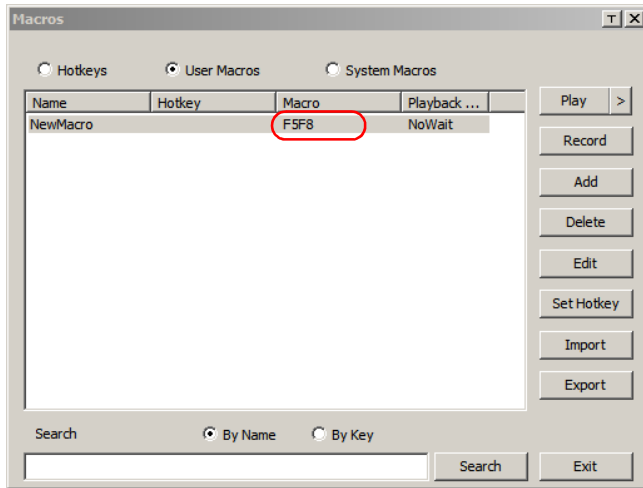 Macros T X
Hotkeys User Macros System Macros
Name Hotkey Macro Playback ...
NewMacro F5F8 NoWait
Play >
Record
Add
Delete
Edit
Set Hotkey
Import
Export
Search By Name By Key
Search Exit